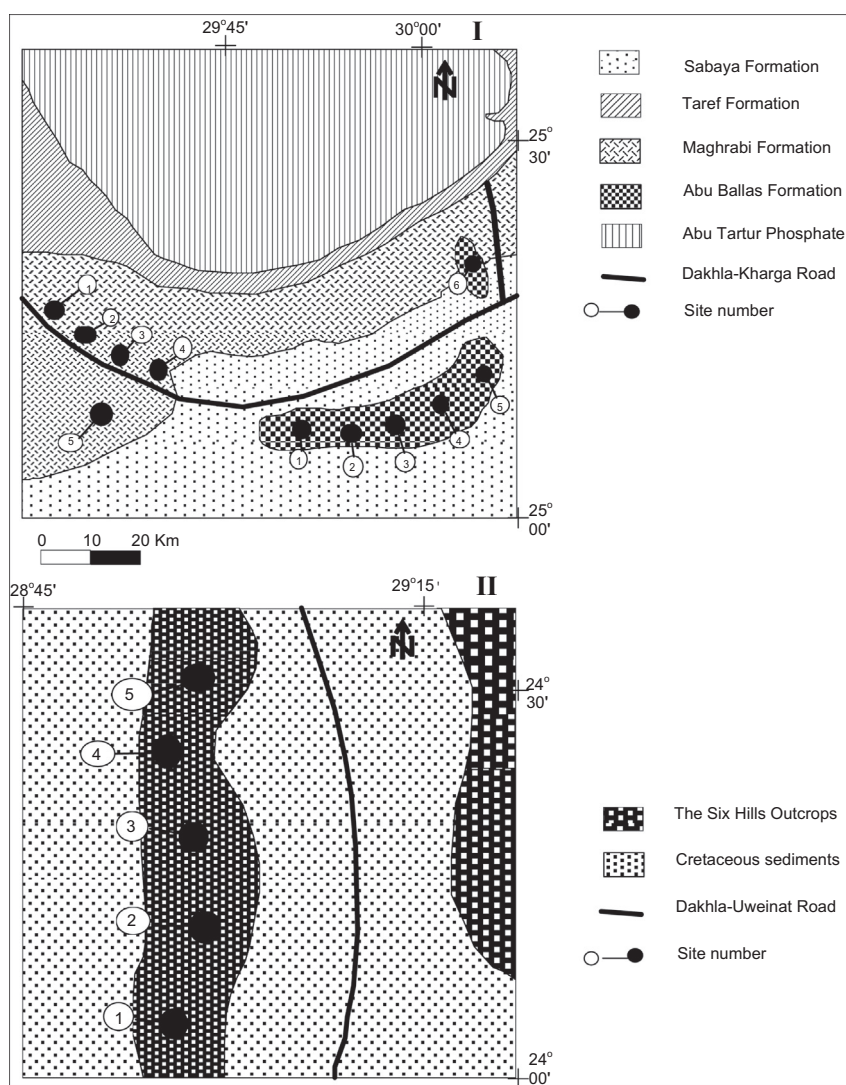 29°45'
30°00'
I
N
25°
30'
1
2
3
4
5
6
1
2
3
4
5
25°
00'
0 10 20 Km
Sabaya Formation
Taref Formation
Maghrabi Formation
Abu Ballas Formation
Abu Tartur Phosphate
Dakhla-Kharga Road
Site number
28°45'
29°15'
II
N
24°
30'
5
4
3
2
1
24°
00'
The Six Hills Outcrops
Cretaceous sediments
Dakhla-Uweinat Road
Site number